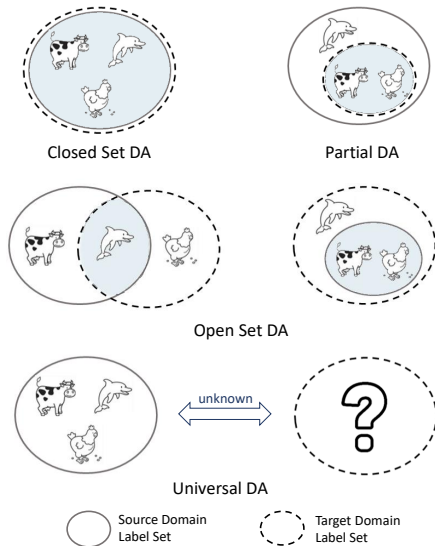 Closed Set DA
Partial DA
Open Set DA
unknown
?
Universal DA
Source Domain
Label Set
Target Domain
Label Set